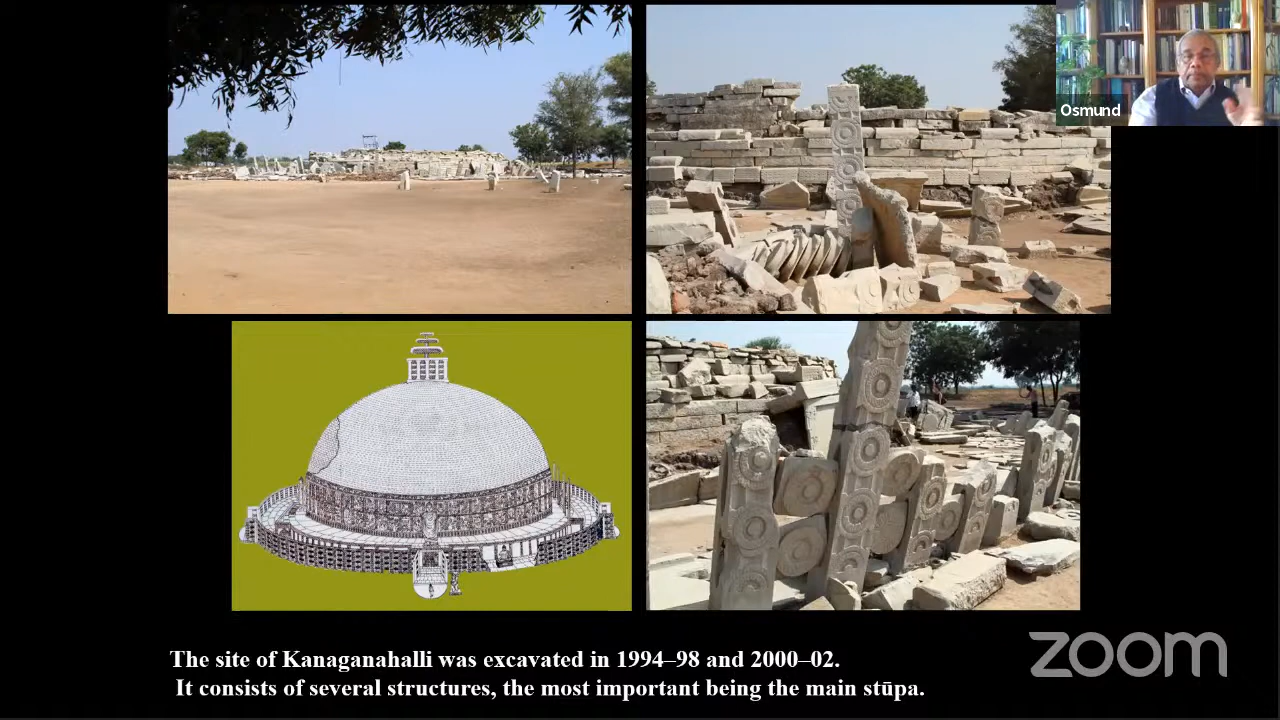 Osmund
The site of Kanaganahalli was excavated in 1994–98 and 2000–02.
It consists of several structures, the most important being the main stūpa.
zoom